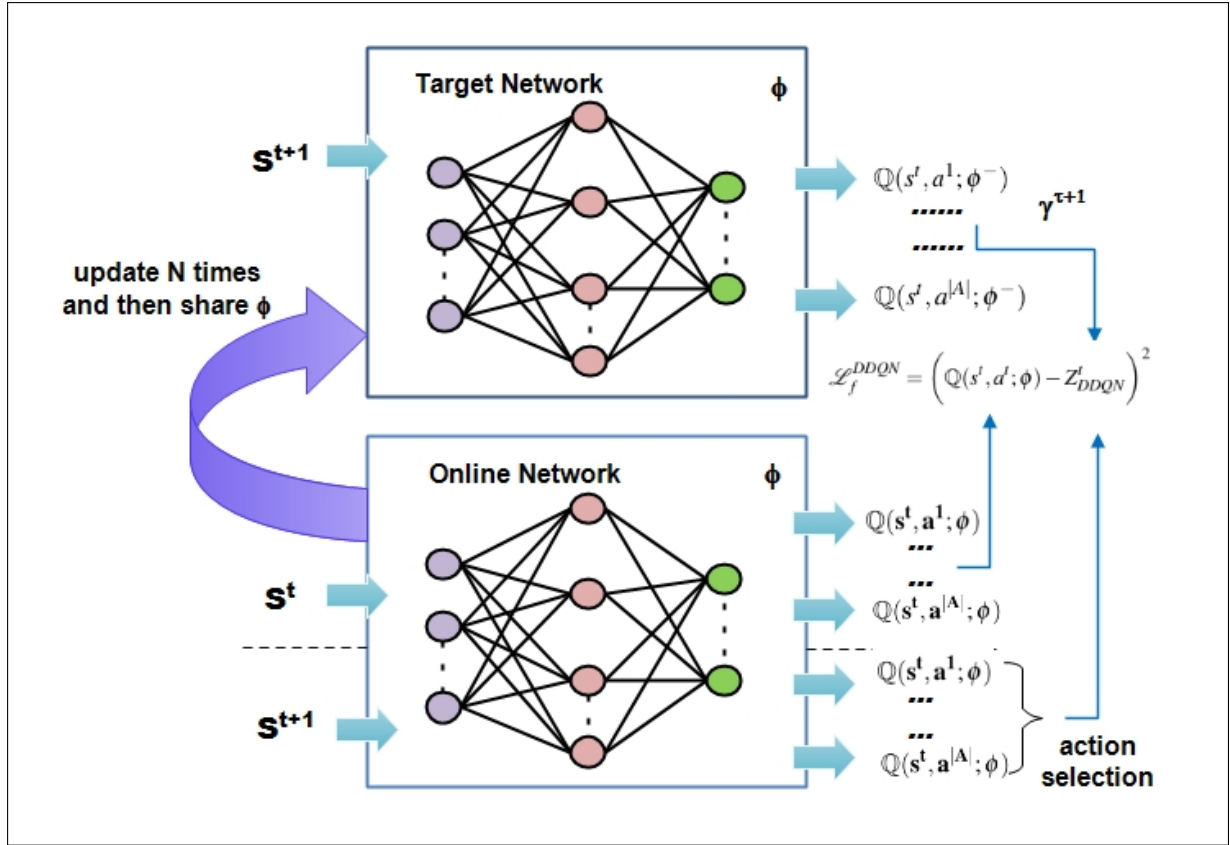 Target Network
ϕ
s^{t+1}
ℚ(s^t, a^1; ϕ^−)
......
γ^{τ+1}
......
update N times
and then share ϕ
ℚ(s^t, a^{|A|}; ϕ^−)
ℒ_f^{DDQN} = (ℚ(s^t, a^t; ϕ) − Z^t_{DDQN})^2
Online Network
ϕ
ℚ(s^t, a^1; ϕ)
...
...
s^t
ℚ(s^t, a^{|A|}; ϕ)
ℚ(s^t, a^1; ϕ)
...
s^{t+1}
...
ℚ(s^t, a^{|A|}; ϕ)
action
selection